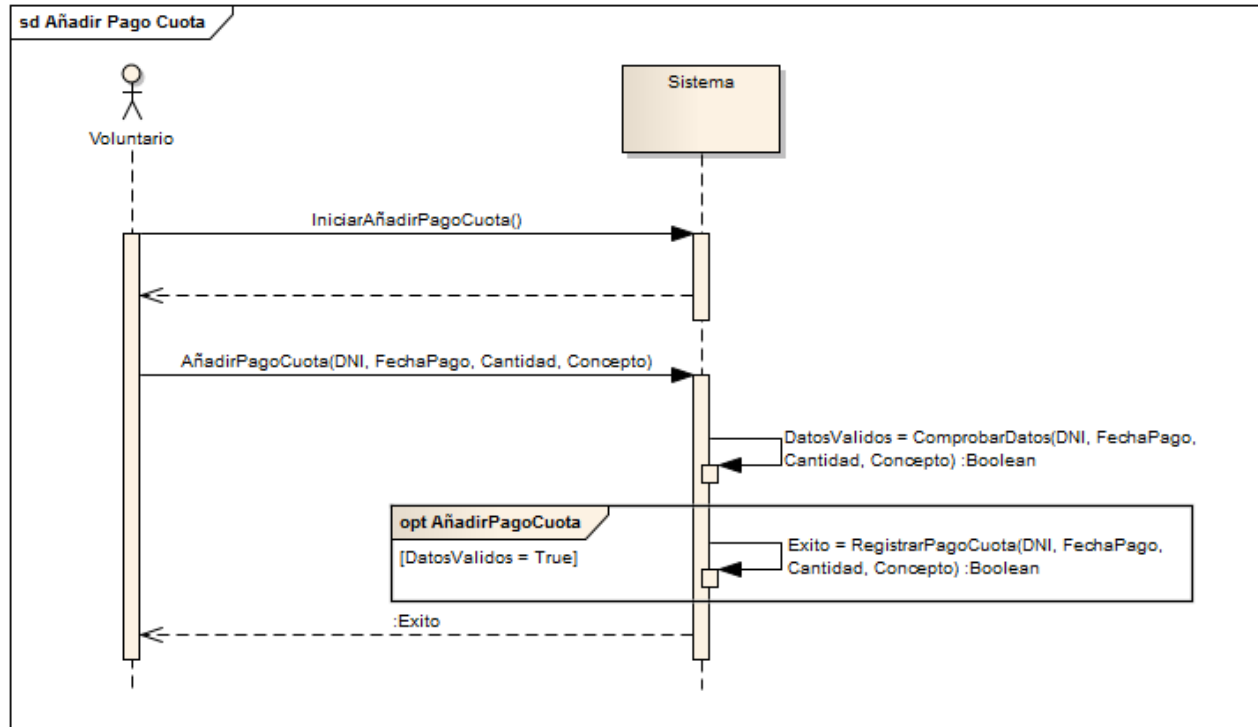 sd Añadir Pago Cuota
Voluntario
Sistema
IniciarAñadirPagoCuota()
AñadirPagoCuota(DNI, FechaPago, Cantidad, Concepto)
DatosValidos = ComprobarDatos(DNI, FechaPago,
Cantidad, Concepto) :Boolean
opt AñadirPagoCuota
[DatosValidos = True]
Exito = RegistrarPagoCuota(DNI, FechaPago,
Cantidad, Concepto) :Boolean
:Exito